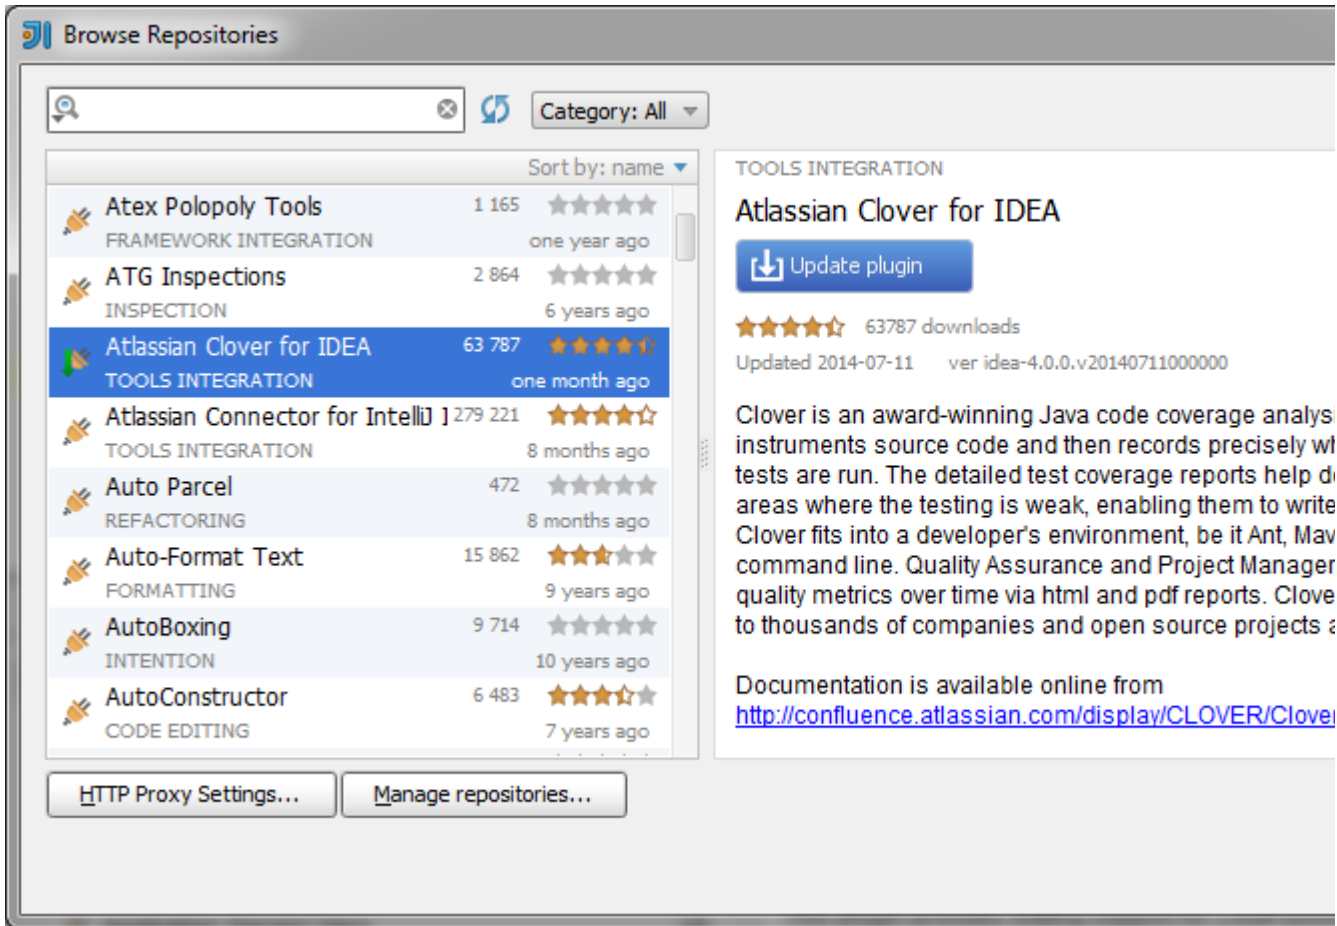 Browse Repositories
Category: All
Sort by: name
Atex Polopoly Tools 1 165
FRAMEWORK INTEGRATION one year ago
ATG Inspections 2 864
INSPECTION 6 years ago
Atlassian Clover for IDEA 63 787
TOOLS INTEGRATION one month ago
Atlassian Connector for IntelliJ 279 221
TOOLS INTEGRATION 8 months ago
Auto Parcel 472
REFACTORING 8 months ago
Auto-Format Text 15 862
FORMATTING 9 years ago
AutoBoxing 9 714
INTENTION 10 years ago
AutoConstructor 6 483
CODE EDITING 7 years ago
HTTP Proxy Settings...
Manage repositories...
TOOLS INTEGRATION
Atlassian Clover for IDEA
Update plugin
63787 downloads
Updated 2014-07-11 ver idea-4.0.0.v20140711000000
Clover is an award-winning Java code coverage analysi
instruments source code and then records precisely wh
tests are run. The detailed test coverage reports help de
areas where the testing is weak, enabling them to write
Clover fits into a developer's environment, be it Ant, Mav
command line. Quality Assurance and Project Manager
quality metrics over time via html and pdf reports. Clove
to thousands of companies and open source projects a
Documentation is available online from
http://confluence.atlassian.com/display/CLOVER/Clover